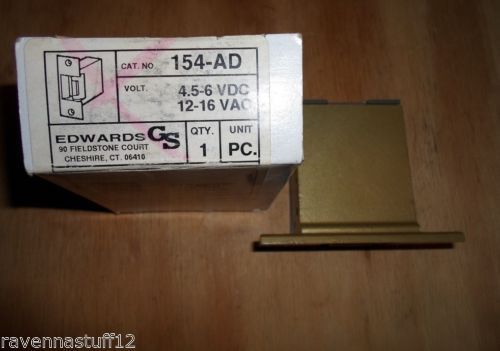 CAT. NO. 154-AD
VOLT. 4.5-6 VDC
12-16 VAC
EDWARDS GS
90 FIELDSTONE COURT
CHESHIRE, CT. 06410
QTY. UNIT
1 PC.
ravennastuff12